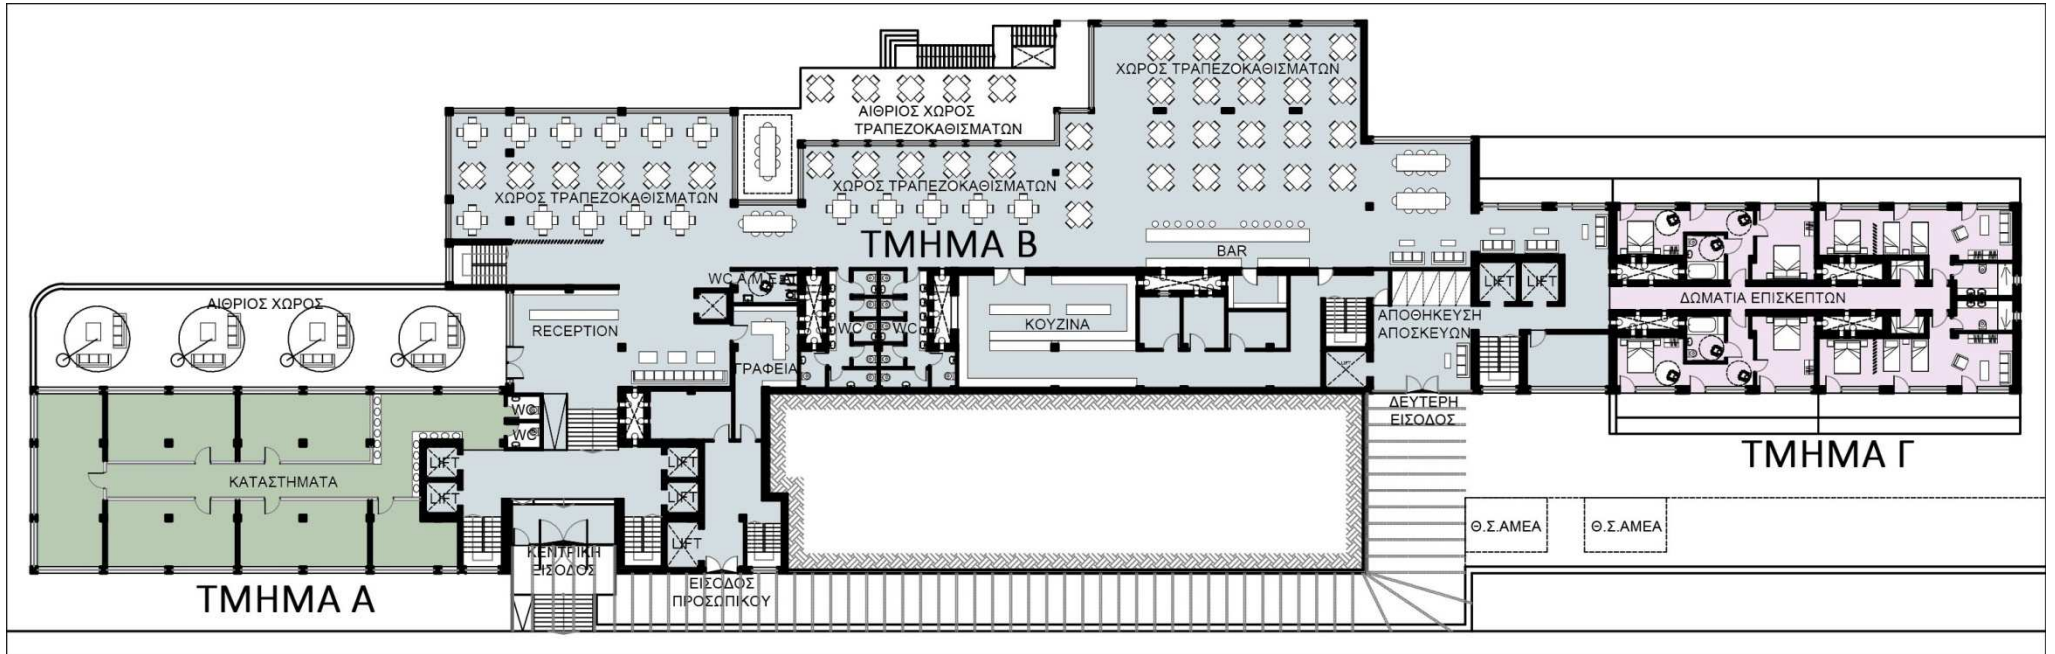 ΧΩΡΟΣ ΤΡΑΠΕΖΟΚΑΘΙΣΜΑΤΩΝ
ΑΙΘΡΙΟΣ ΧΩΡΟΣ
ΤΡΑΠΕΖΟΚΑΘΙΣΜΑΤΩΝ
ΧΩΡΟΣ ΤΡΑΠΕΖΟΚΑΘΙΣΜΑΤΩΝ
ΧΩΡΟΣ ΤΡΑΠΕΖΟΚΑΘΙΣΜΑΤΩΝ
ΤΜΗΜΑ Β
BAR
WC Α.Μ.Ε.Α
LIFT
LIFT
ΔΩΜΑΤΙΑ ΕΠΙΣΚΕΠΤΩΝ
ΑΙΘΡΙΟΣ ΧΩΡΟΣ
RECEPTION
WC
WC
ΚΟΥΖΙΝΑ
ΑΠΟΘΗΚΕΥΣΗ
ΑΠΟΣΚΕΥΩΝ
ΓΡΑΦΕΙΑ
LIFT
WC
WC
ΔΕΥΤΕΡΗ
ΕΙΣΟΔΟΣ
ΤΜΗΜΑ Γ
LIFT
LIFT
ΚΑΤΑΣΤΗΜΑΤΑ
LIFT
LIFT
Θ.Σ.ΑΜΕΑ
Θ.Σ.ΑΜΕΑ
LIFT
ΚΕΝΤΡΙΚΗ
ΕΙΣΟΔΟΣ
ΕΙΣΟΔΟΣ
ΠΡΟΣΩΠΙΚΟΥ
ΤΜΗΜΑ Α